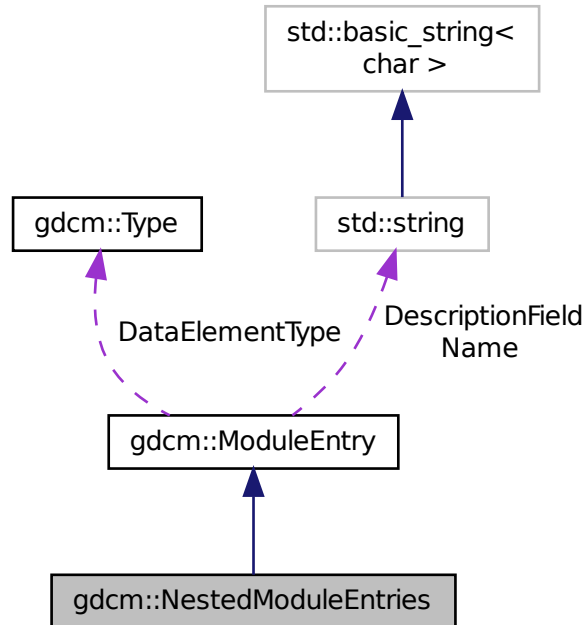 std::basic_string<
char >
gdcm::Type
std::string
DataElementType
DescriptionField
Name
gdcm::ModuleEntry
gdcm::NestedModuleEntries